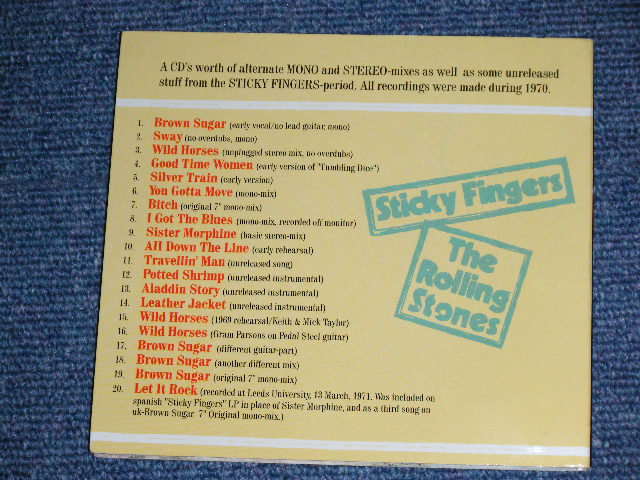 A CD's worth of alternate MONO and STEREO-mixes as well as some unreleased
stuff from the STICKY FINGERS-period. All recordings were made during 1970.
1. Brown Sugar (early vocal/no lead guitar, mono)
2. Sway (no overdubs, mono)
3. Wild Horses (unplugged stereo mix, no overdubs)
4. Good Time Women (early version of "Tumbling Dice")
5. Silver Train (early version)
6. You Gotta Move (mono-mix)
7. Bitch (original 7" mono-mix)
8. I Got The Blues (mono-mix, recorded off monitor)
9. Sister Morphine (basic stereo-mix)
10. All Down The Line (early rehearsal)
11. Travellin' Man (unreleased song)
12. Potted Shrimp (unreleased instrumental)
13. Aladdin Story (unreleased instrumental)
14. Leather Jacket (unreleased instrumental)
15. Wild Horses (1969 rehearsal/Keith & Mick Taylor)
16. Wild Horses (Gram Parsons on Pedal Steel guitar)
17. Brown Sugar (different guitar-part)
18. Brown Sugar (another different mix)
19. Brown Sugar (original 7" mono-mix)
20. Let It Rock (recorded at Leeds University, 13 March, 1971. Was included on
spanish "Sticky Fingers" LP in place of Sister Morphine, and as a third song on
uk-Brown Sugar 7" Original mono-mix.)
Sticky Fingers
The
Rolling
Stones